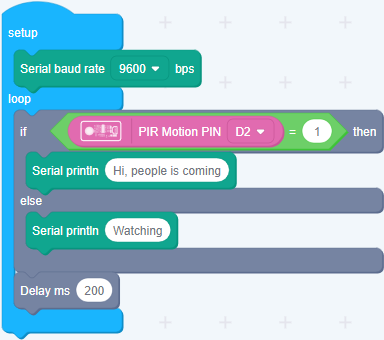 setup
Serial baud rate 9600 bps
loop
if PIR Motion PIN D2 = 1 then
Serial println Hi, people is coming
else
Serial println Watching
Delay ms 200